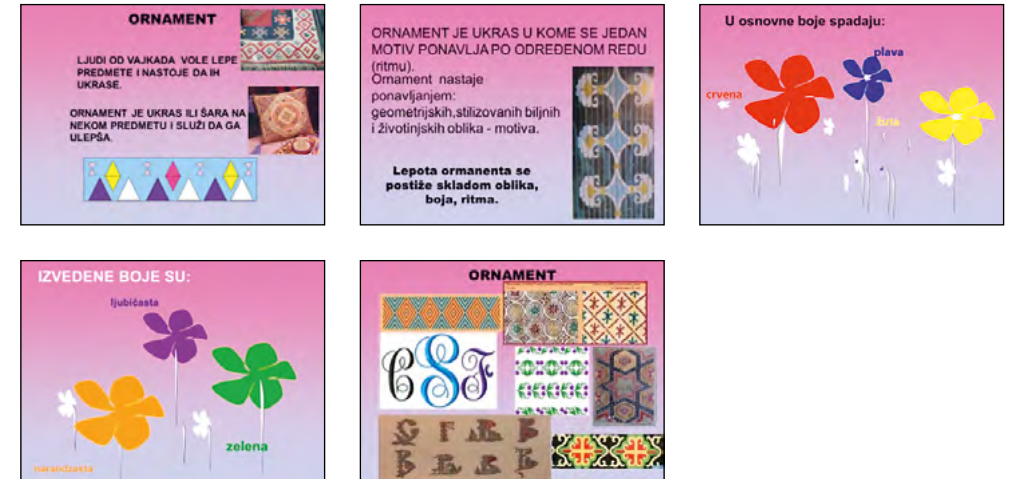 ORNAMENT
LJUDI OD VAJKADA VOLE LEPE
PREDMETE I NASTOJE DA IH
UKRASE.
ORNAMENT JE UKRAS ILI ŠARA NA
NEKOM PREDMETU I SLUŽI DA GA
ULEPŠA.
ORNAMENT JE UKRAS U KOME SE JEDAN
MOTIV PONAVLJA PO ODREĐENOM REDU
(ritmu).
Ornament nastaje
ponavljanjem:
geometrijskih,stilizovanih biljnih
i životinjskih oblika - motiva.
Lepota ormanenta se
postiže skladom oblika,
boja, ritma.
U osnovne boje spadaju:
plava
crvena
žuta
IZVEDENE BOJE SU:
ljubičasta
zelena
narandzasta
ORNAMENT
CSF